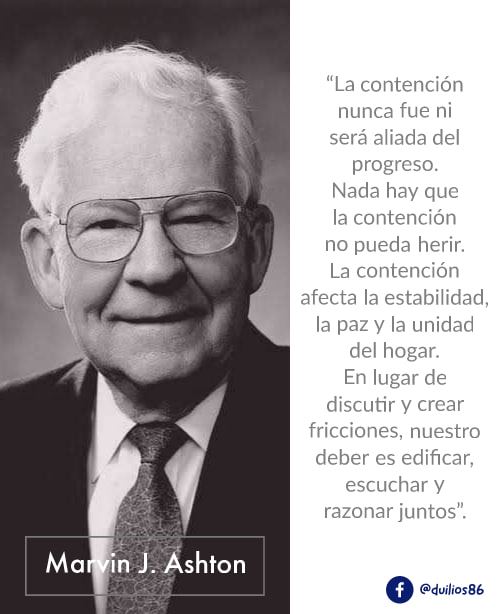 “La contención
nunca fue ni
será aliada del
progreso.
Nada hay que
la contención
no pueda herir.
La contención
afecta la estabilidad,
la paz y la unidad
del hogar.
En lugar de
discutir y crear
fricciones, nuestro
deber es edificar,
escuchar y
razonar juntos”.
Marvin J. Ashton
f @duilios86